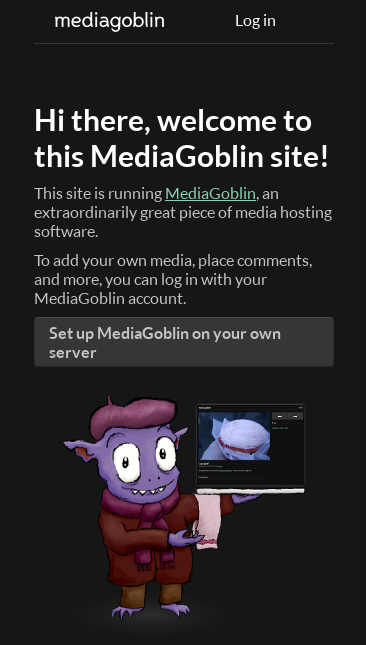 mediagoblin Log in
Hi there, welcome to
this MediaGoblin site!
This site is running MediaGoblin, an
extraordinarily great piece of media hosting
software.
To add your own media, place comments,
and more, you can log in with your
MediaGoblin account.
Set up MediaGoblin on your own
server